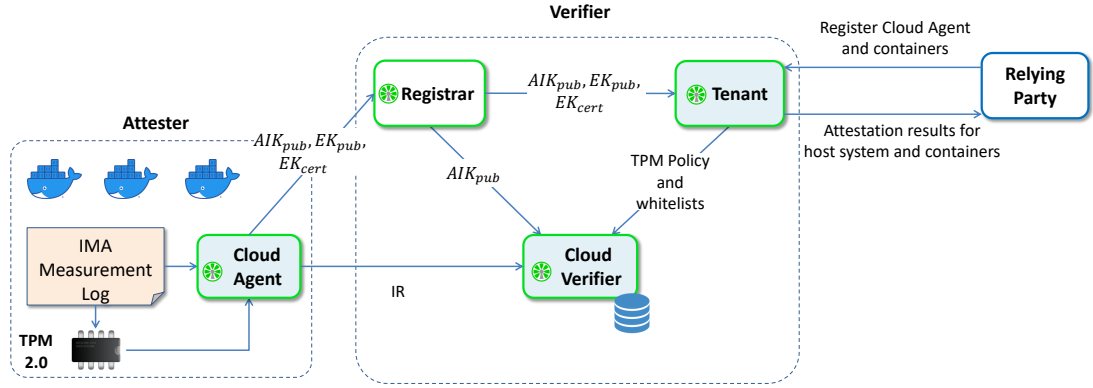 Verifier
Register Cloud Agent
and containers
Registrar
AIK_pub, EK_pub,
EK_cert
Tenant
Relying
Party
Attester
AIK_pub, EK_pub,
EK_cert
Attestation results for
host system and containers
AIK_pub
TPM Policy
and
whitelists
IMA
Measurement
Log
Cloud
Agent
Cloud
Verifier
IR
TPM
2.0